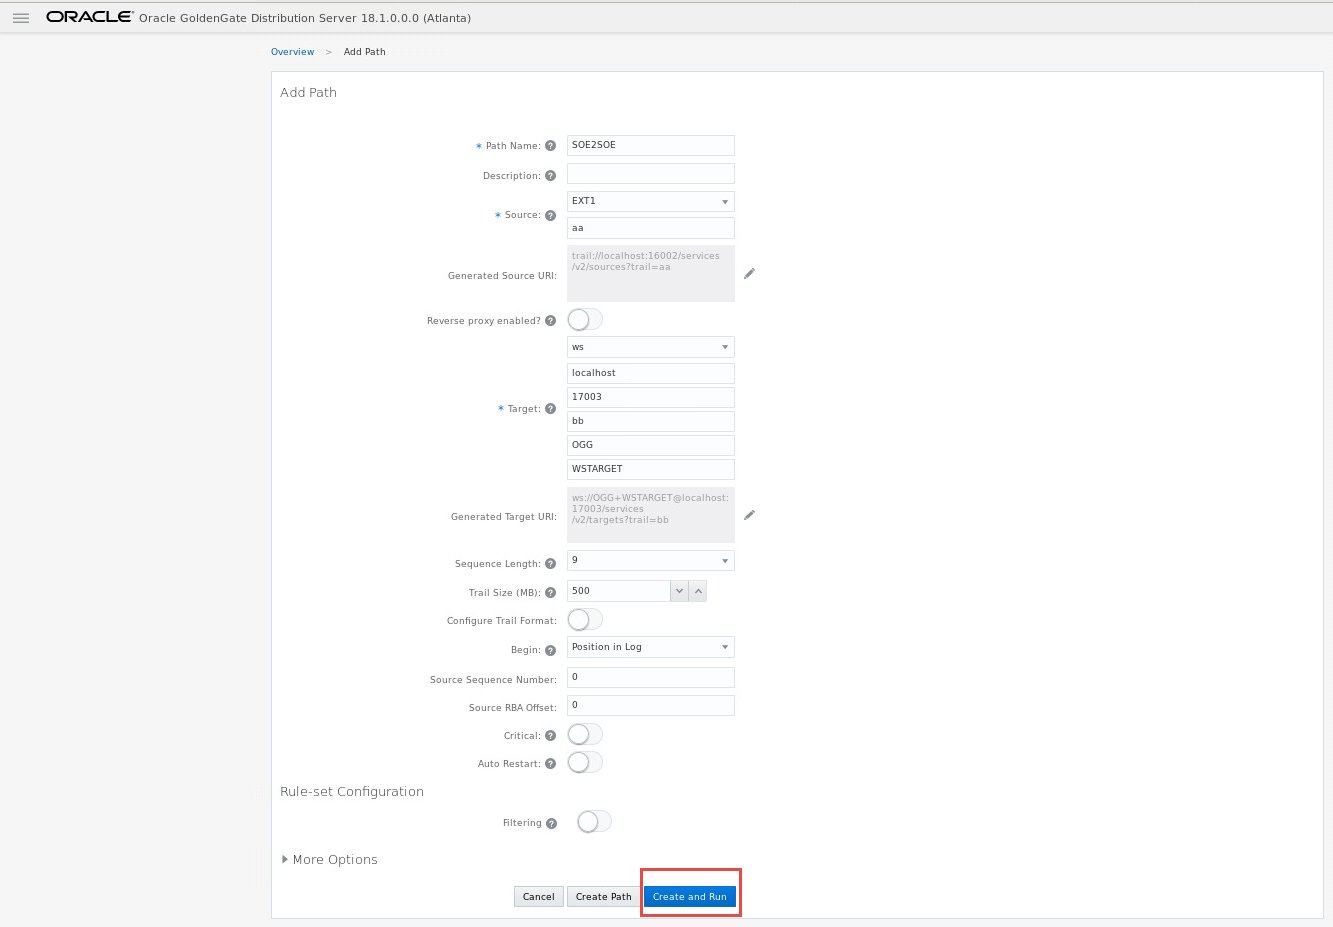 ORACLE® Oracle GoldenGate Distribution Server 18.1.0.0.0 (Atlanta)
Overview > Add Path
Add Path
* Path Name: ? SOE2SOE
Description: ?
* Source: ? EXT1
aa
Generated Source URI: trail://localhost:16002/services
/v2/sources?trail=aa
Reverse proxy enabled? ?
* Target: ? ws
localhost
17003
bb
OGG
WSTARGET
Generated Target URI: ws://OGG+WSTARGET@localhost:
17003/services
/v2/targets?trail=bb
Sequence Length: ? 9
Trail Size (MB): ? 500
Configure Trail Format:
Begin: ? Position in Log
Source Sequence Number: 0
Source RBA Offset: 0
Critical: ?
Auto Restart: ?
Rule-set Configuration
Filtering ?
More Options
Cancel Create Path Create and Run